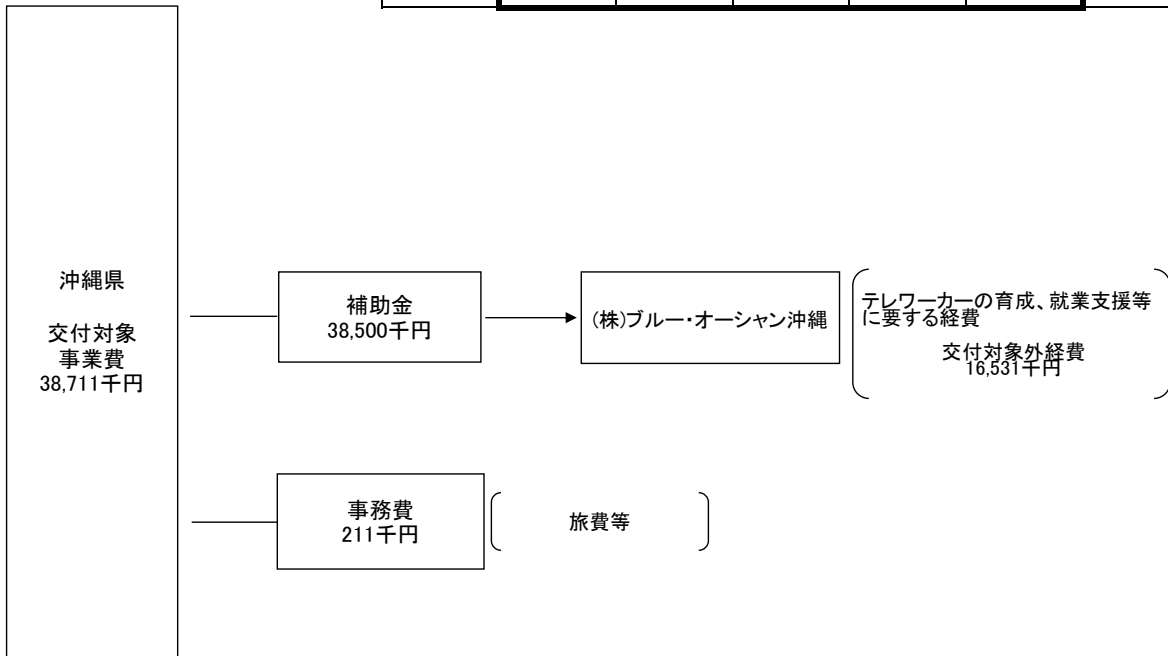 沖縄県
交付対象
事業費
38,711千円
補助金
38,500千円
(株)ブルー・オーシャン沖縄
テレワーカーの育成、就業支援等
に要する経費
交付対象外経費
16,531千円
事務費
211千円
旅費等